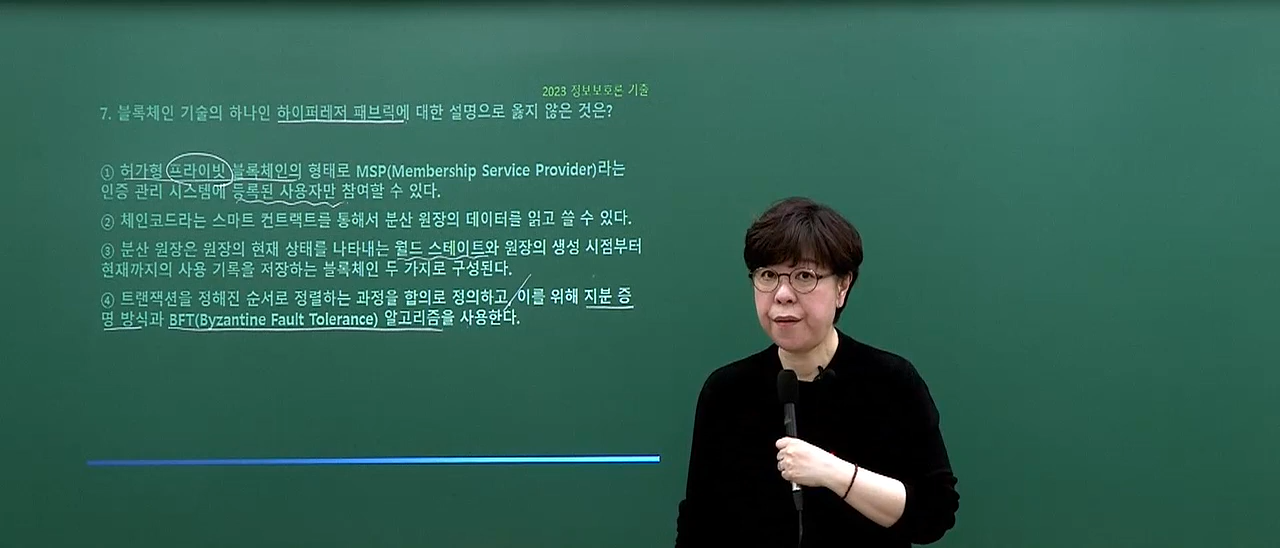 2023 정보보호론 기출
7. 블록체인 기술의 하나인 하이퍼레저 패브릭에 대한 설명으로 옳지 않은 것은?
① 허가형 프라이빗 블록체인의 형태로 MSP(Membership Service Provider)라는
인증 관리 시스템에 등록된 사용자만 참여할 수 있다.
② 체인코드라는 스마트 컨트랙트를 통해서 분산 원장의 데이터를 읽고 쓸 수 있다.
③ 분산 원장은 원장의 현재 상태를 나타내는 월드 스테이트와 원장의 생성 시점부터
현재까지의 사용 기록을 저장하는 블록체인 두 가지로 구성된다.
④ 트랜잭션을 정해진 순서로 정렬하는 과정을 합의로 정의하고, 이를 위해 지분 증
명 방식과 BFT(Byzantine Fault Tolerance) 알고리즘을 사용한다.